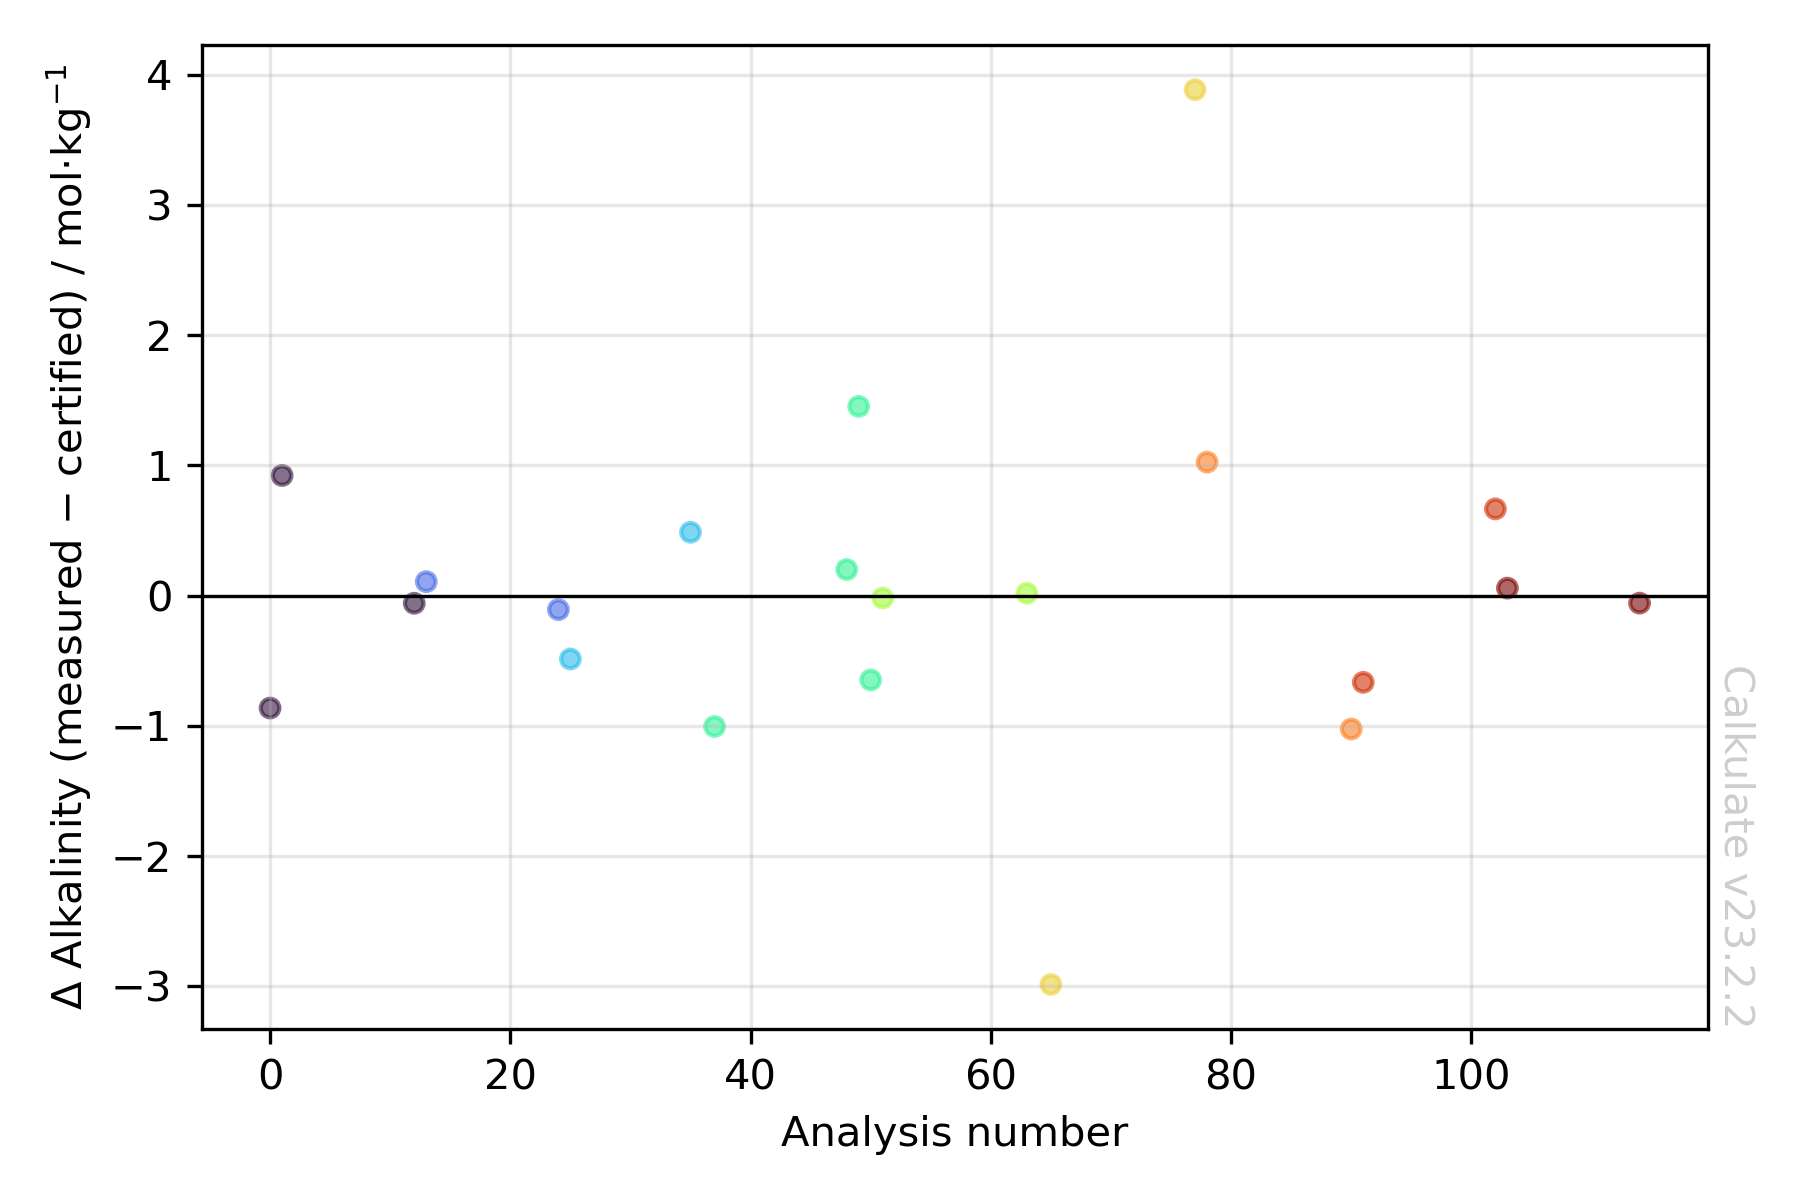 Δ Alkalinity (measured − certified) / mol·kg⁻¹
4
3
2
1
0
−1
−2
−3
0 20 40 60 80 100
Analysis number
Calkulate v23.2.2